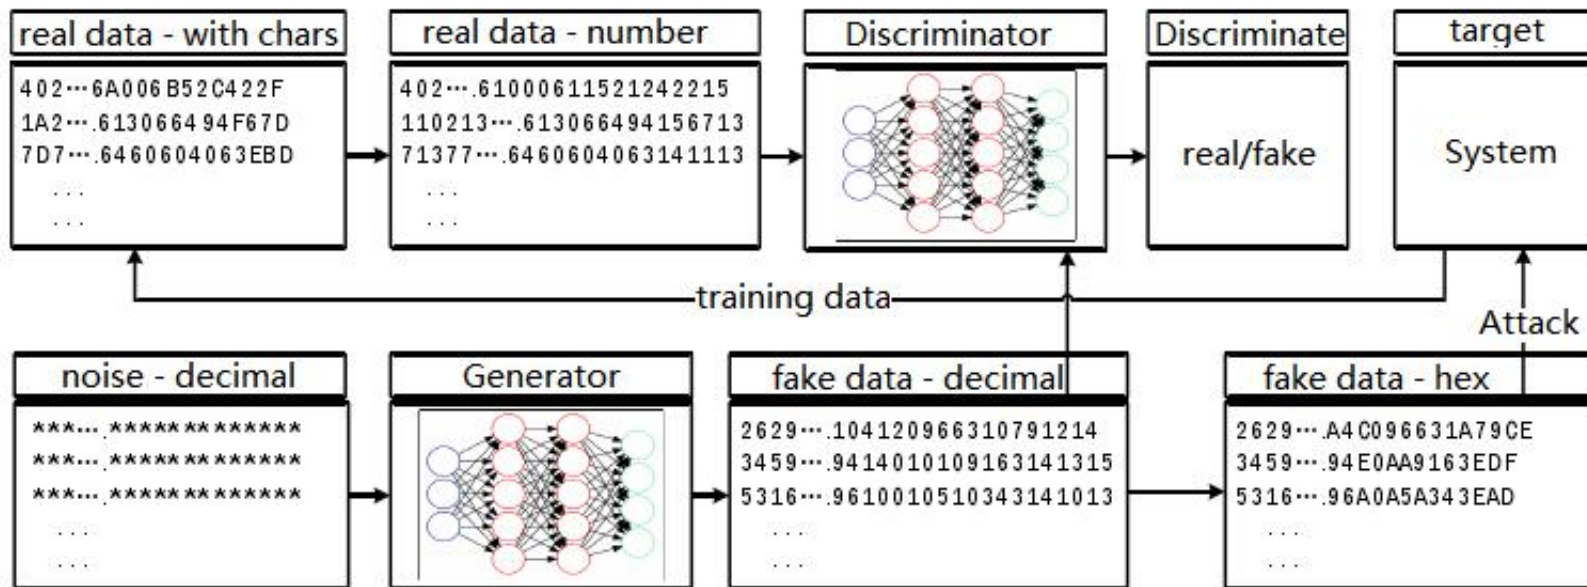 real data - with chars
402···6A006B52C422F
1A2···.613066494F67D
7D7···.6460604063EBD
...
...
real data - number
402···.61000611521242215
110213···.613066494156713
71377···.6460604063141113
...
...
Discriminator
Discriminate
real/fake
target
System
training data
Attack
noise - decimal
***···.*************
***···.*************
***···.*************
...
...
Generator
fake data - decimal
2629···.104120966310791214
3459···.9414010109163141315
5316···.96100105103431410​13
...
...
fake data - hex
2629···.A4C096631A79CE
3459···.94E0AA9163EDF
5316···.96A0A5A343EAD
...
...